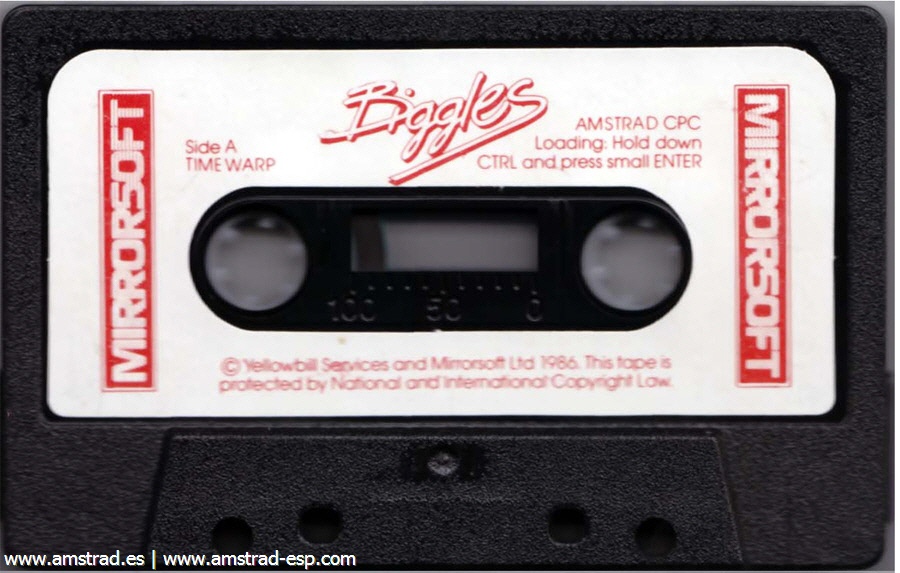 MIRRORSOFT
Side A
TIME WARP
Biggles
AMSTRAD CPC
Loading: Hold down
CTRL and press small ENTER
MIRRORSOFT
100 50 0
© Yellowbill Services and Mirrorsoft Ltd 1986. This tape is
protected by National and International Copyright Law.
www.amstrad.es | www.amstrad-esp.com